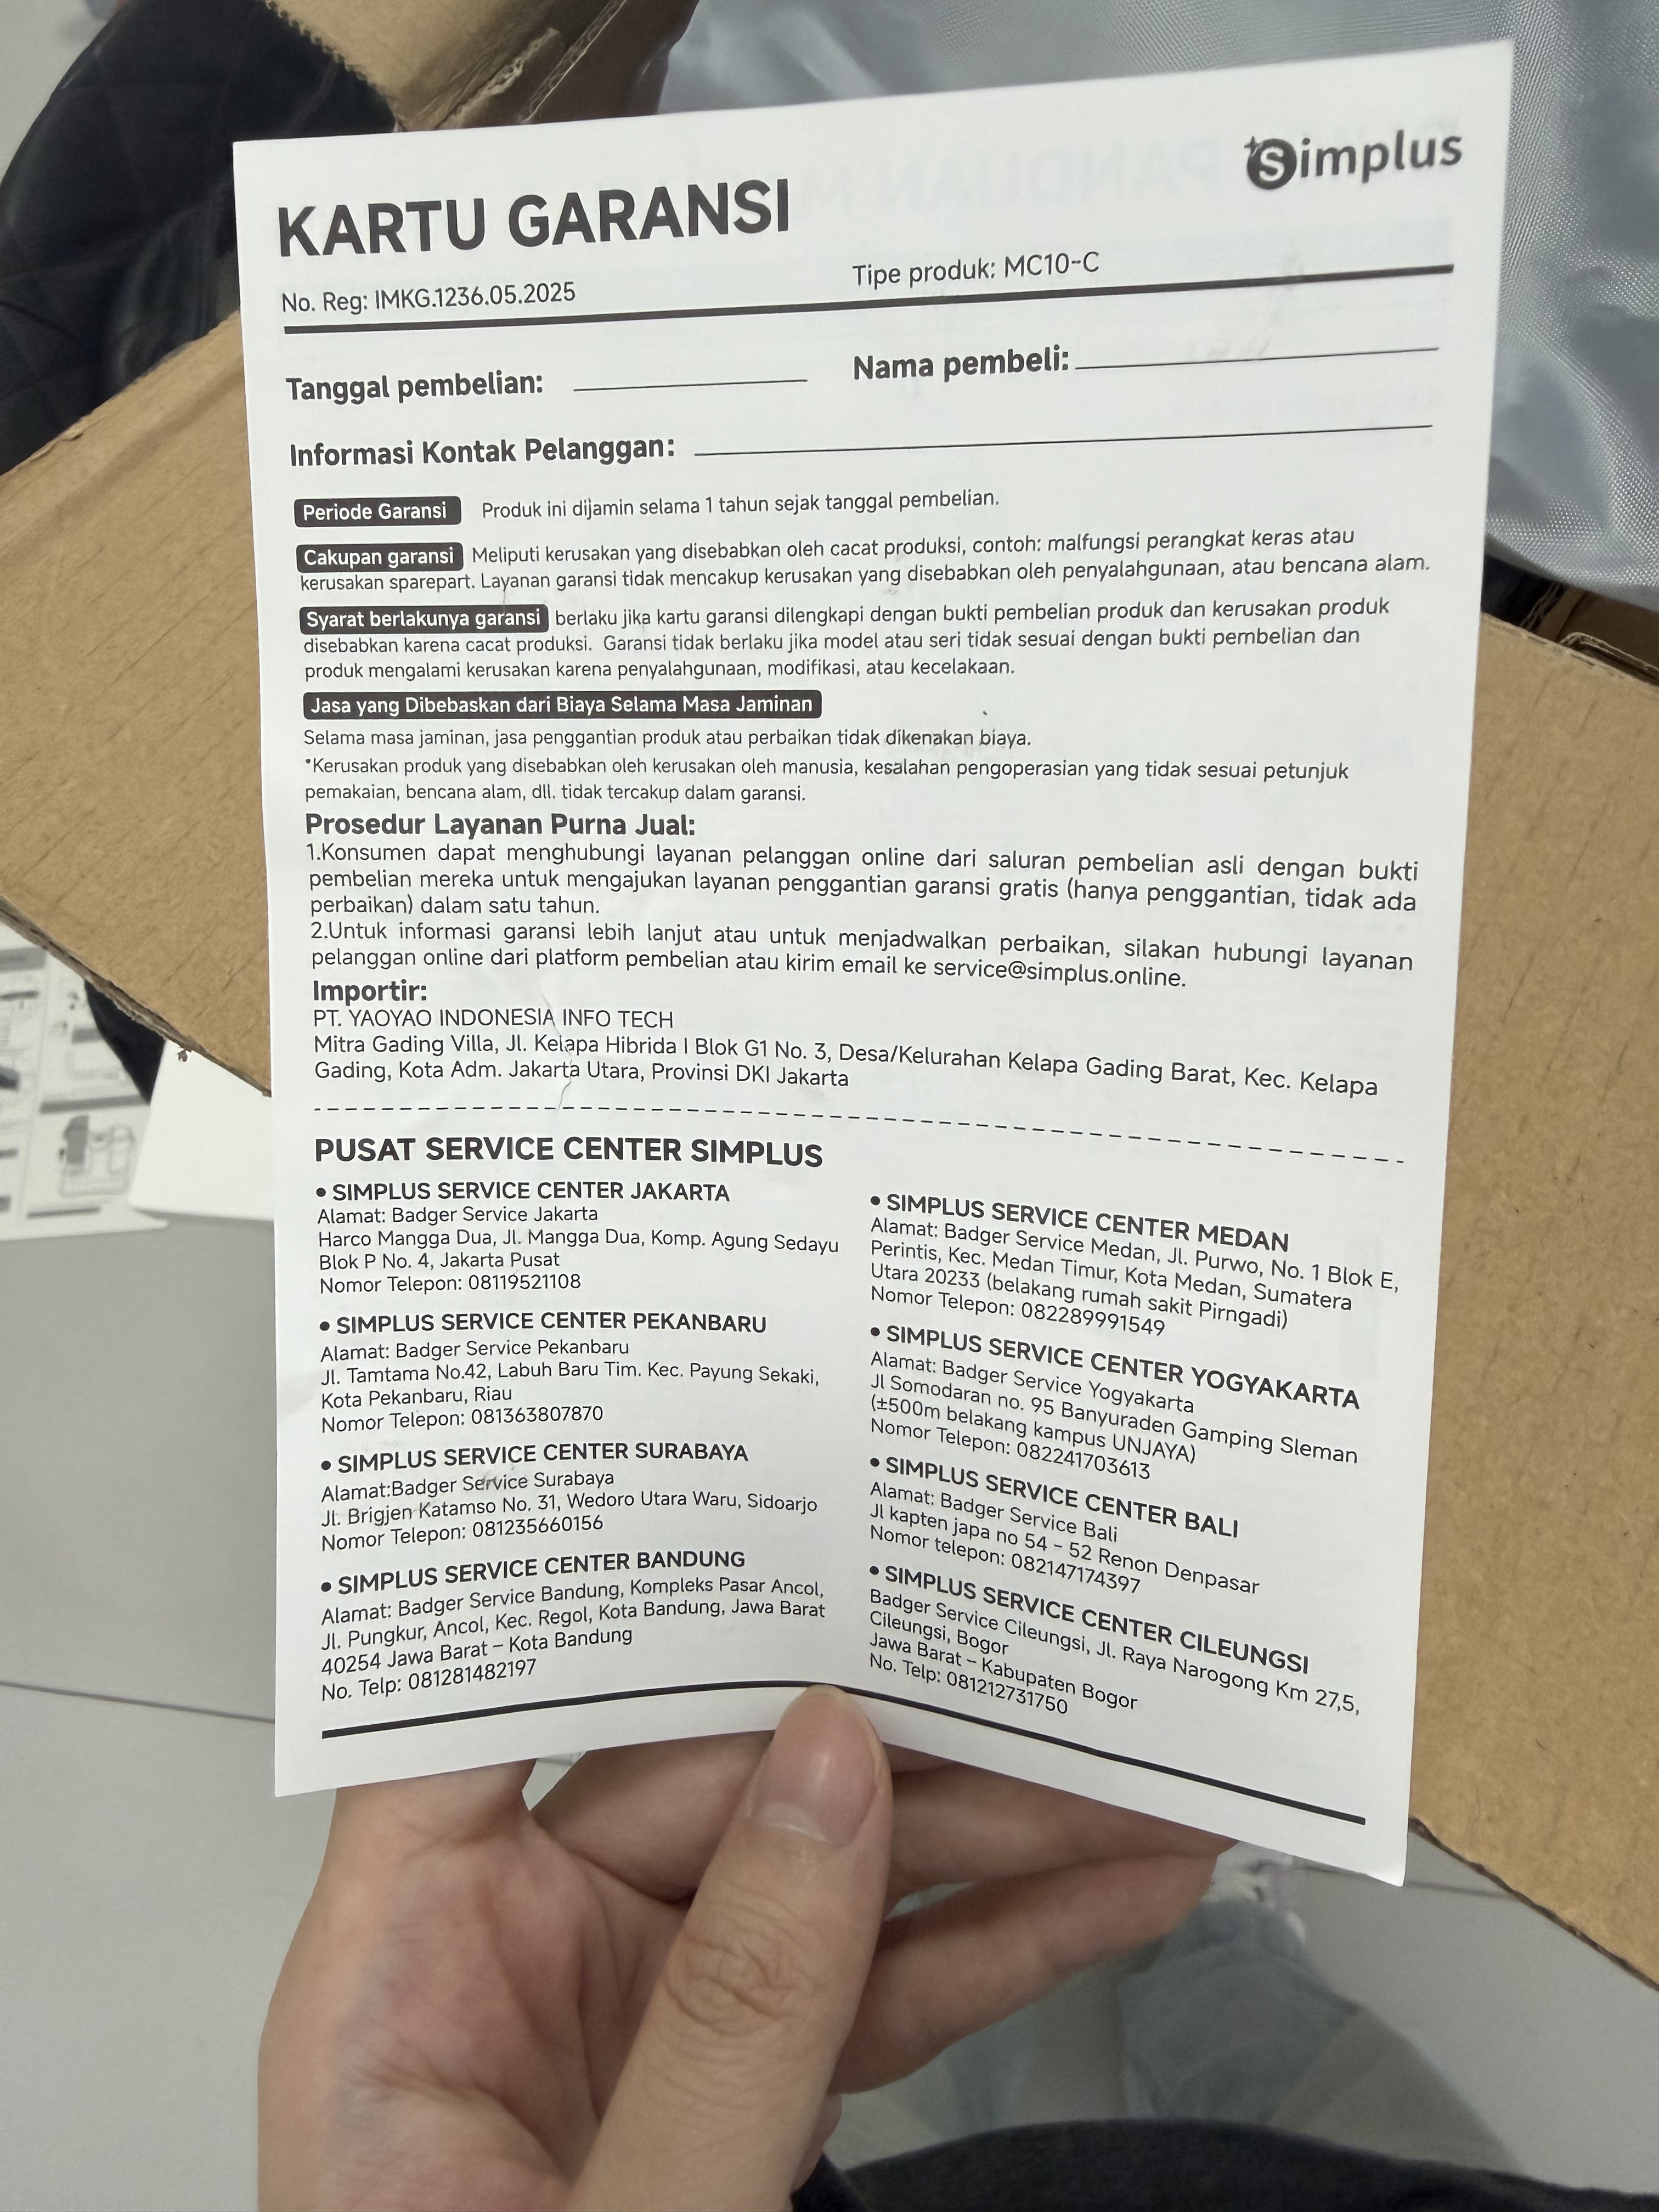 Simplus
KARTU GARANSI
No. Reg: IMKG.1236.05.2025
Tipe produk: MC10-C
Tanggal pembelian:
Nama pembeli:
Informasi Kontak Pelanggan:
Periode Garansi Produk ini dijamin selama 1 tahun sejak tanggal pembelian.
Cakupan garansi Meliputi kerusakan yang disebabkan oleh cacat produksi, contoh: malfungsi perangkat keras atau
kerusakan sparepart. Layanan garansi tidak mencakup kerusakan yang disebabkan oleh penyalahgunaan, atau bencana alam.
Syarat berlakunya garansi berlaku jika kartu garansi dilengkapi dengan bukti pembelian produk dan kerusakan produk
disebabkan karena cacat produksi. Garansi tidak berlaku jika model atau seri tidak sesuai dengan bukti pembelian dan
produk mengalami kerusakan karena penyalahgunaan, modifikasi, atau kecelakaan.
Jasa yang Dibebaskan dari Biaya Selama Masa Jaminan
Selama masa jaminan, jasa penggantian produk atau perbaikan tidak dikenakan biaya.
*Kerusakan produk yang disebabkan oleh kerusakan oleh manusia, kesalahan pengoperasian yang tidak sesuai petunjuk
pemakaian, bencana alam, dll. tidak tercakup dalam garansi.
Prosedur Layanan Purna Jual:
1.Konsumen dapat menghubungi layanan pelanggan online dari saluran pembelian asli dengan bukti
pembelian mereka untuk mengajukan layanan penggantian garansi gratis (hanya penggantian, tidak ada
perbaikan) dalam satu tahun.
2.Untuk informasi garansi lebih lanjut atau untuk menjadwalkan perbaikan, silakan hubungi layanan
pelanggan online dari platform pembelian atau kirim email ke service@simplus.online.
Importir:
PT. YAOYAO INDONESIA INFO TECH
Mitra Gading Villa, Jl. Kelapa Hibrida I Blok G1 No. 3, Desa/Kelurahan Kelapa Gading Barat, Kec. Kelapa
Gading, Kota Adm. Jakarta Utara, Provinsi DKI Jakarta
PUSAT SERVICE CENTER SIMPLUS
• SIMPLUS SERVICE CENTER JAKARTA
Alamat: Badger Service Jakarta
Harco Mangga Dua, Jl. Mangga Dua, Komp. Agung Sedayu
Blok P No. 4, Jakarta Pusat
Nomor Telepon: 08119521108
• SIMPLUS SERVICE CENTER PEKANBARU
Alamat: Badger Service Pekanbaru
Jl. Tamtama No.42, Labuh Baru Tim. Kec. Payung Sekaki,
Kota Pekanbaru, Riau
Nomor Telepon: 081363807870
• SIMPLUS SERVICE CENTER SURABAYA
Alamat:Badger Service Surabaya
Jl. Brigjen Katamso No. 31, Wedoro Utara Waru, Sidoarjo
Nomor Telepon: 081235660156
• SIMPLUS SERVICE CENTER BANDUNG
Alamat: Badger Service Bandung, Kompleks Pasar Ancol,
Jl. Pungkur, Ancol, Kec. Regol, Kota Bandung, Jawa Barat
40254 Jawa Barat – Kota Bandung
No. Telp: 081281482197
• SIMPLUS SERVICE CENTER MEDAN
Alamat: Badger Service Medan, Jl. Purwo, No. 1 Blok E,
Perintis, Kec. Medan Timur, Kota Medan, Sumatera
Utara 20233 (belakang rumah sakit Pirngadi)
Nomor Telepon: 082289991549
• SIMPLUS SERVICE CENTER YOGYAKARTA
Alamat: Badger Service Yogyakarta
Jl Somodaran no. 95 Banyuraden Gamping Sleman
(±500m belakang kampus UNJAYA)
Nomor Telepon: 082241703613
• SIMPLUS SERVICE CENTER BALI
Alamat: Badger Service Bali
Jl kapten japa no 54 – 52 Renon Denpasar
Nomor telepon: 082147174397
• SIMPLUS SERVICE CENTER CILEUNGSI
Badger Service Cileungsi, Jl. Raya Narogong Km 27,5,
Cileungsi, Bogor
Jawa Barat – Kabupaten Bogor
No. Telp: 081212731750